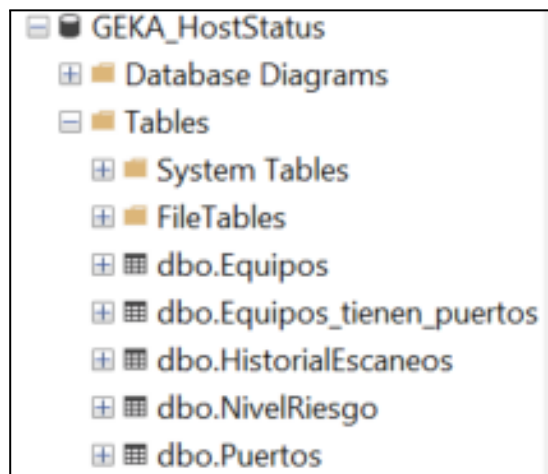 GEKA_HostStatus
Database Diagrams
Tables
System Tables
FileTables
dbo.Equipos
dbo.Equipos_tienen_puertos
dbo.HistorialEscaneos
dbo.NivelRiesgo
dbo.Puertos